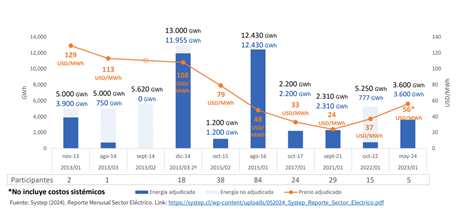 GWh
USD/MWh
14,000
12,000
10,000
8,000
6,000
4,000
2,000
0
140
120
100
80
60
40
20
0
129
USD/MWh
5.000 GWh
3.900 GWh
113
USD/MWh
5.000 GWh
750 GWh
5.620 GWh
0 GWh
13.000 GWh
11.955 GWh
108
USD/MWh
79
USD/MWh
1.200 GWh
1.200 GWh
12.430 GWh
12.430 GWh
48
USD/MWh
33
USD/MWh
2.200 GWh
2.200 GWh
2.310 GWh
24
2.310 GWh
USD/MWh
5.250 GWh
777 GWh
37
USD/MWh
3.600 GWh
3.600 GWh
56*
USD/MWh
nov-13 ago-14 sept-14 dic-14 oct-15 ago-16 oct-17 sept-21 oct-22 may-24
2013/01 2013/03 2014/01 2013/03 2º 2015/02 2015/01 2017/01 2021/01 2022/01 2023/01
Participantes 2 1 18 38 84 24 29 15 5
*No incluye costos sistémicos
Energía adjudicada Energía no adjudicada Precio adjudicado
Fuente: Systep (2024). Reporte Menusal Sector Eléctrico. Link: https://systep.cl/wp-content/uploads/052024_Systep_Reporte_Sector_Electrico.pdf